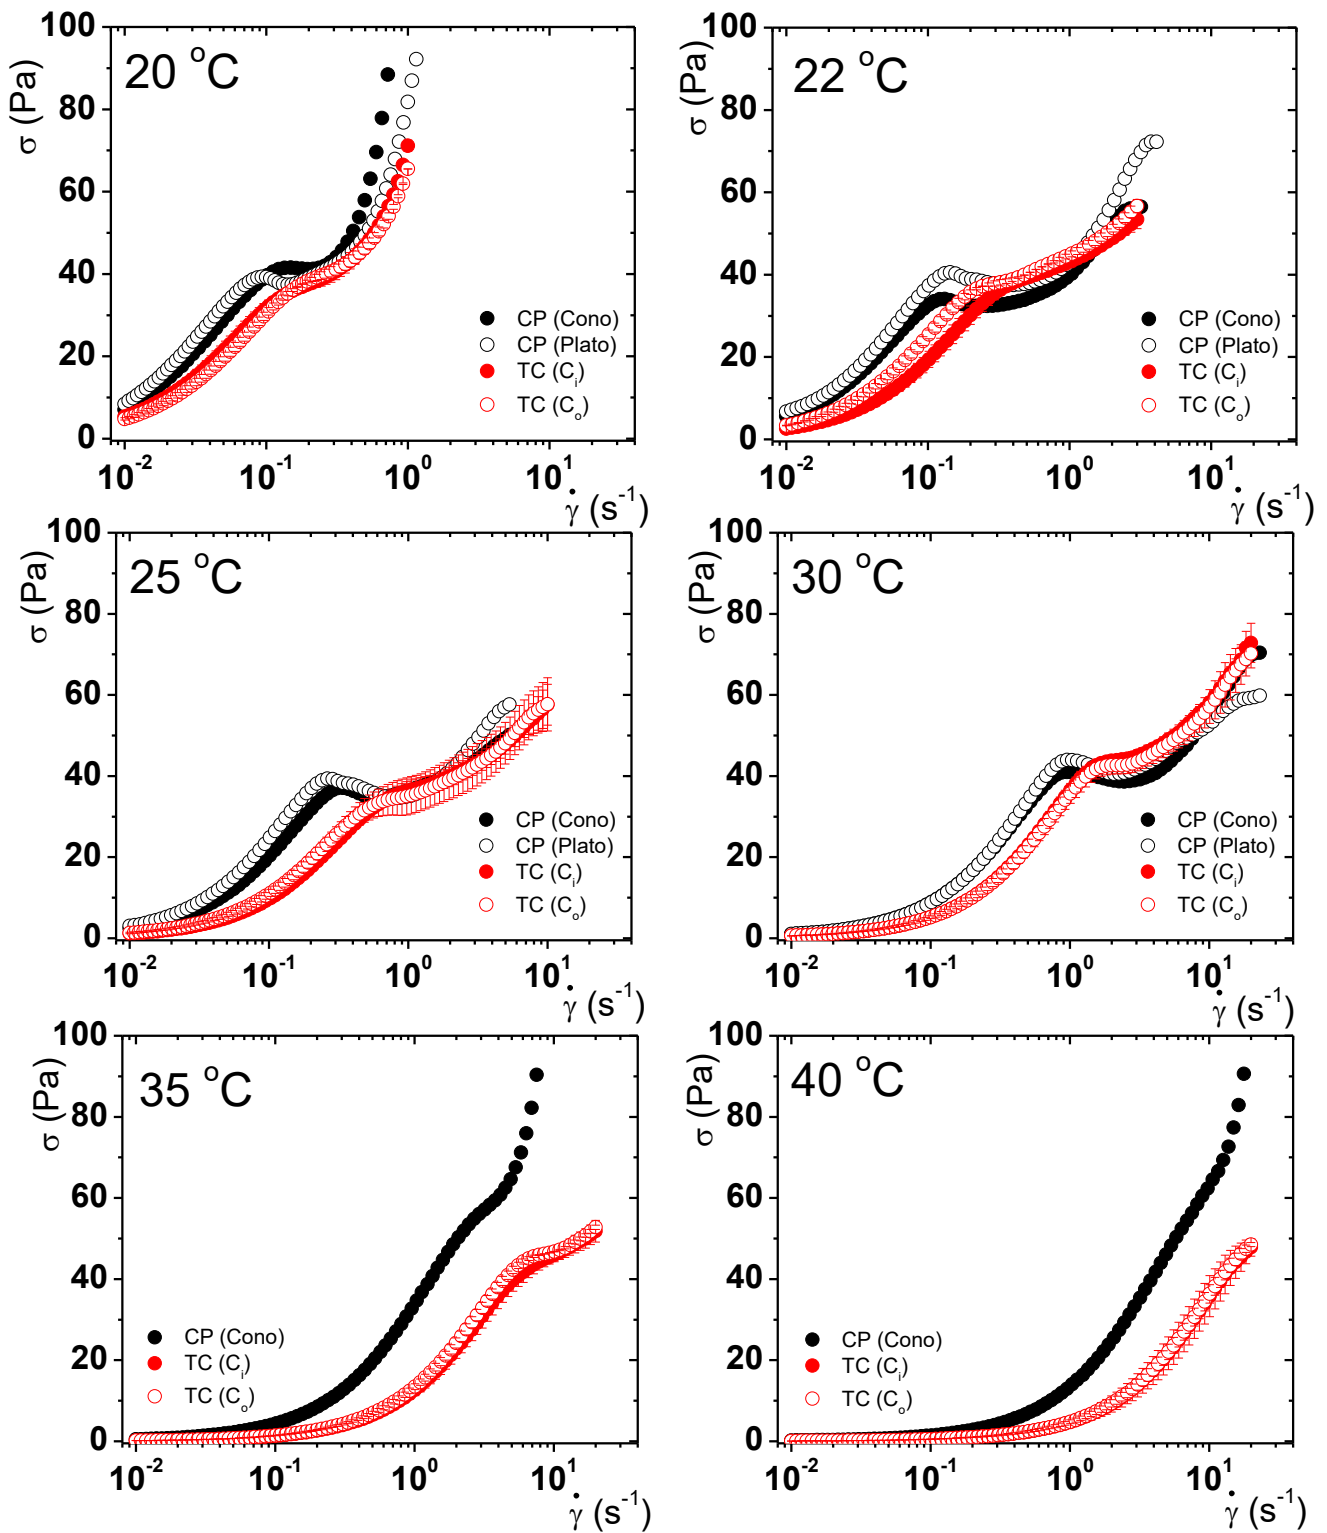 20 °C
σ (Pa)
100
80
60
40
20
0
10⁻² 10⁻¹ 10⁰ 10¹
γ̇ (s⁻¹)
CP (Cono)
CP (Plato)
TC (Cᵢ)
TC (Cₒ)
22 °C
σ (Pa)
100
80
60
40
20
0
10⁻² 10⁻¹ 10⁰ 10¹
γ̇ (s⁻¹)
CP (Cono)
CP (Plato)
TC (Cᵢ)
TC (Cₒ)
25 °C
σ (Pa)
100
80
60
40
20
0
10⁻² 10⁻¹ 10⁰ 10¹
γ̇ (s⁻¹)
CP (Cono)
CP (Plato)
TC (Cᵢ)
TC (Cₒ)
30 °C
σ (Pa)
100
80
60
40
20
0
10⁻² 10⁻¹ 10⁰ 10¹
γ̇ (s⁻¹)
CP (Cono)
CP (Plato)
TC (Cᵢ)
TC (Cₒ)
35 °C
σ (Pa)
100
80
60
40
20
0
10⁻² 10⁻¹ 10⁰ 10¹
γ̇ (s⁻¹)
CP (Cono)
TC (Cᵢ)
TC (Cₒ)
40 °C
σ (Pa)
100
80
60
40
20
0
10⁻² 10⁻¹ 10⁰ 10¹
γ̇ (s⁻¹)
CP (Cono)
TC (Cᵢ)
TC (Cₒ)